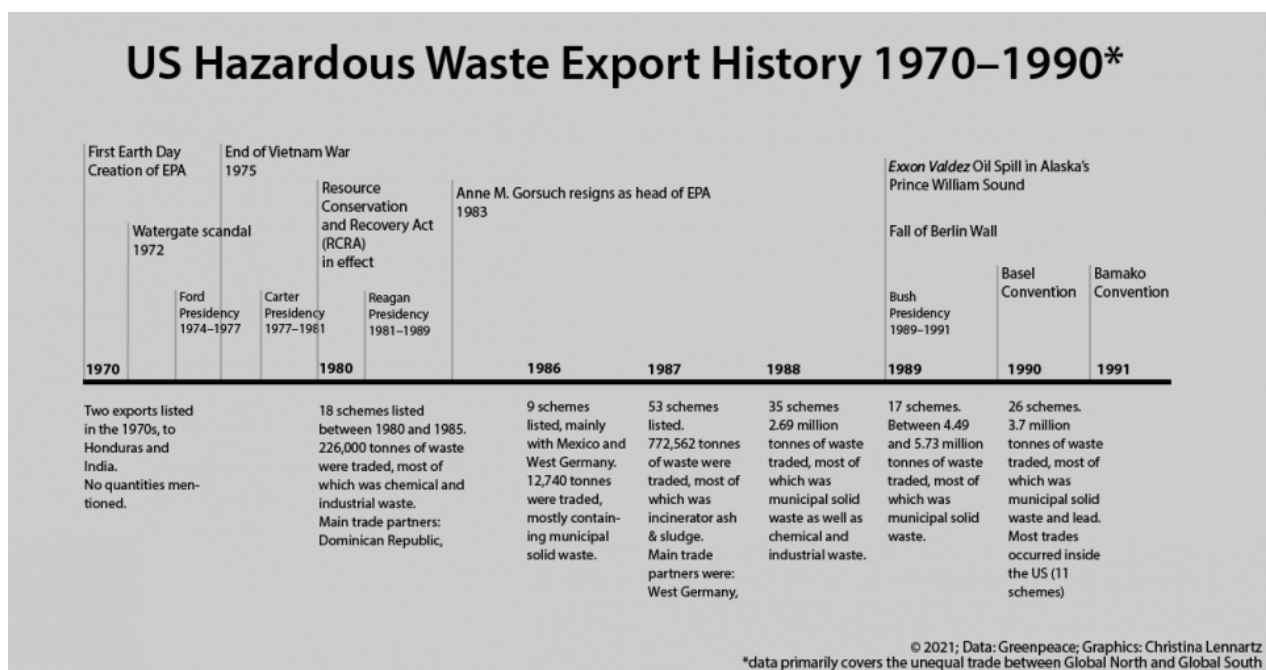 US Hazardous Waste Export History 1970–1990*
First Earth Day
Creation of EPA
End of Vietnam War
1975
Resource
Conservation
and Recovery Act
(RCRA)
in effect
Anne M. Gorsuch resigns as head of EPA
1983
Exxon Valdez Oil Spill in Alaska's
Prince William Sound
Watergate scandal
1972
Fall of Berlin Wall
Basel
Convention
Bamako
Convention
Ford
Presidency
1974–1977
Carter
Presidency
1977–1981
Reagan
Presidency
1981–1989
Bush
Presidency
1989–1991
1970
1980
1986
1987
1988
1989
1990
1991
Two exports listed
in the 1970s, to
Honduras and
India.
No quantities men-
tioned.
18 schemes listed
between 1980 and 1985.
226,000 tonnes of waste
were traded, most of
which was chemical and
industrial waste.
Main trade partners:
Dominican Republic,
9 schemes
listed, mainly
with Mexico and
West Germany.
12,740 tonnes
were traded,
mostly contain-
ing municipal
solid waste.
53 schemes
listed.
772,562 tonnes
of waste were
traded, most of
which was
incinerator ash
& sludge.
Main trade
partners were:
West Germany,
35 schemes
2.69 million
tonnes of waste
traded, most of
which was
municipal solid
waste as well as
chemical and
industrial waste.
17 schemes.
Between 4.49
and 5.73 million
tonnes of waste
traded, most of
which was
municipal solid
waste.
26 schemes.
3.7 million
tonnes of waste
traded, most of
which was
municipal solid
waste and lead.
Most trades
occurred inside
the US (11
schemes)
© 2021; Data: Greenpeace; Graphics: Christina Lennartz
*data primarily covers the unequal trade between Global North and Global South